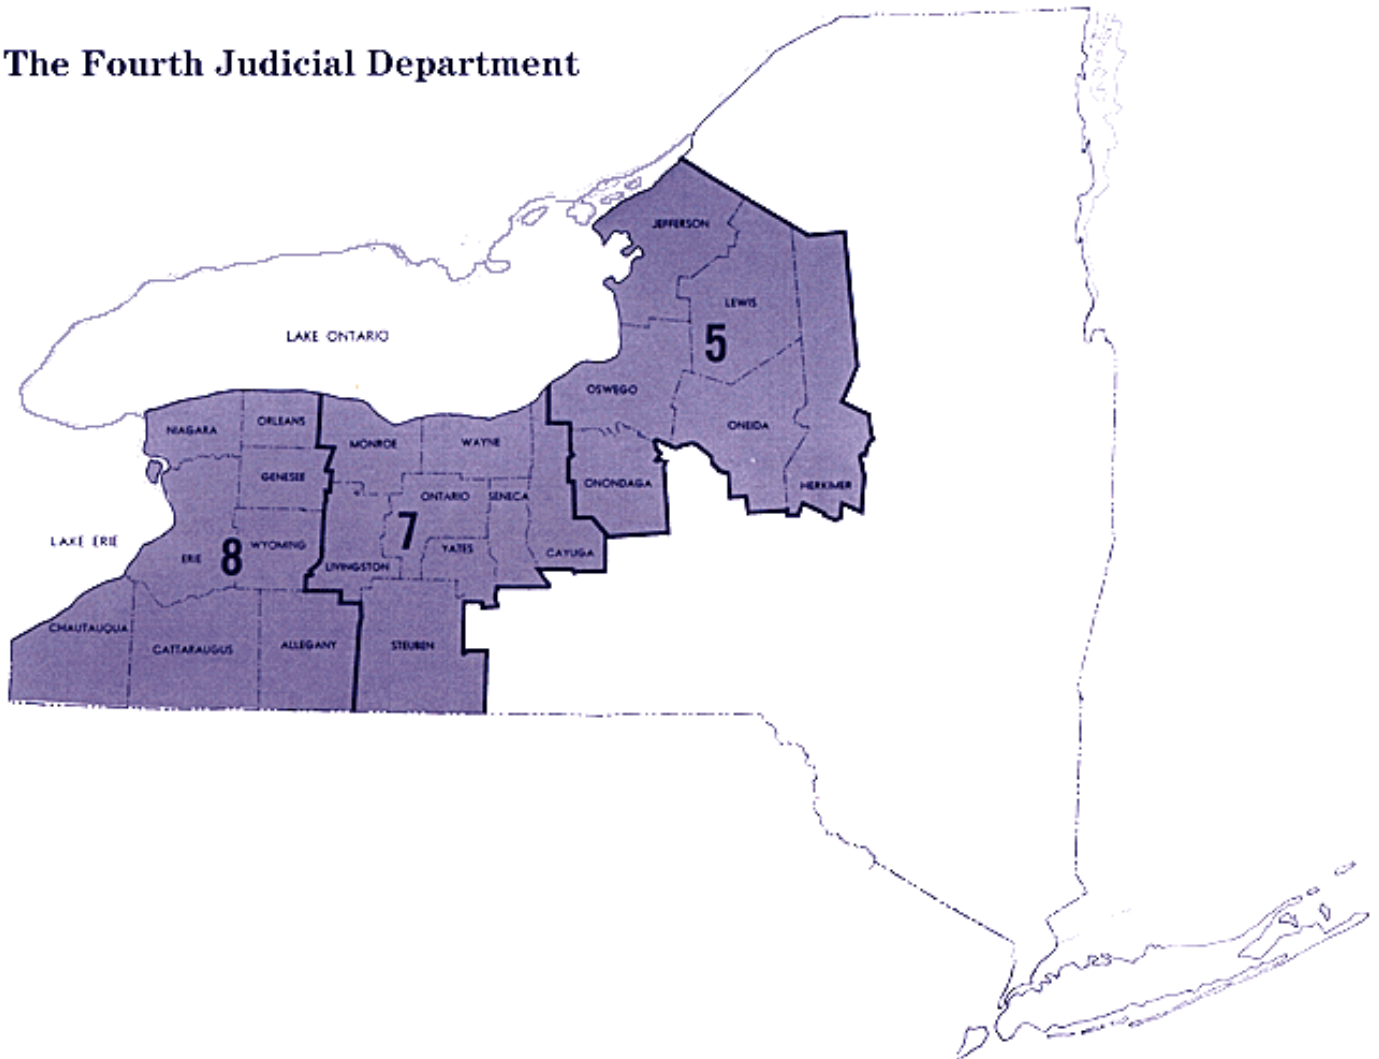 The Fourth Judicial Department
JEFFERSON
LEWIS
LAKE ONTARIO
5
OSWEGO
ORLEANS
NIAGARA
ONEIDA
MONROE
WAYNE
GENESEE
ONONDAGA
HERKIMER
ONTARIO
SENECA
7
LAKE ERIE
WYOMING
YATES
CAYUGA
ERIE
8
LIVINGSTON
CHAUTAUQUA
CATTARAUGUS
ALLEGANY
STEUBEN